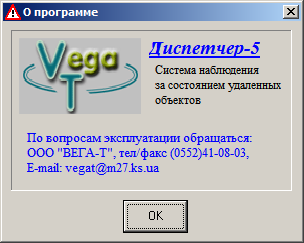 О программе
Vega
T
Диспетчер-5
Система наблюдения
за состоянием удаленных
объектов
По вопросам эксплуатации обращаться:
ООО "ВЕГА-Т", тел/факс (0552)41-08-03,
E-mail: vegat@m27.ks.ua
OK